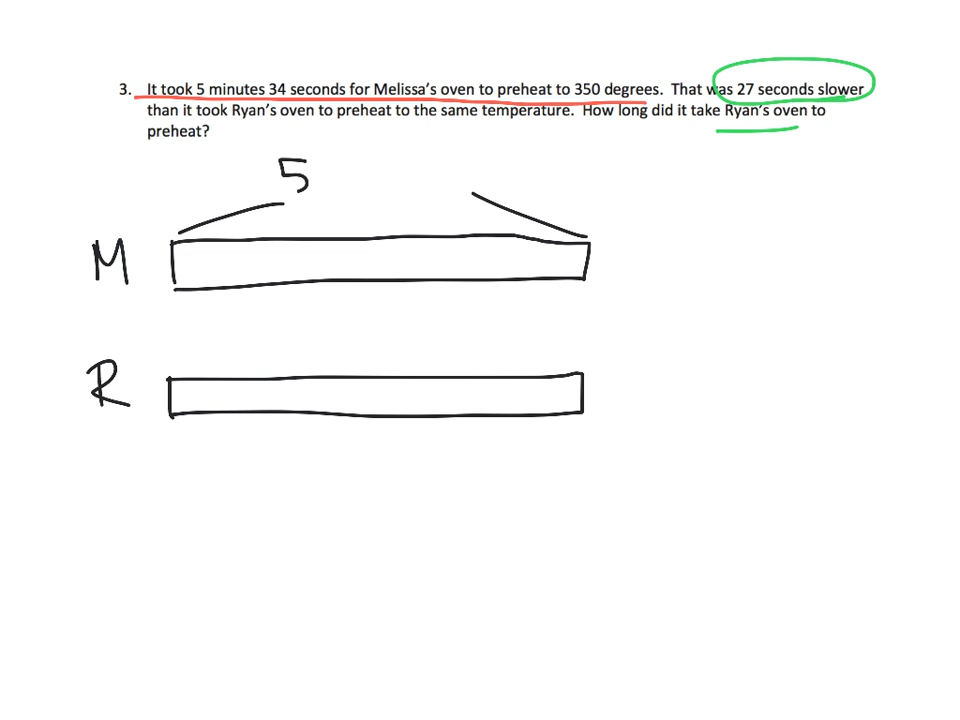 3. It took 5 minutes 34 seconds for Melissa's oven to preheat to 350 degrees. That was 27 seconds slower
than it took Ryan's oven to preheat to the same temperature. How long did it take Ryan's oven to
preheat?
5
M
R